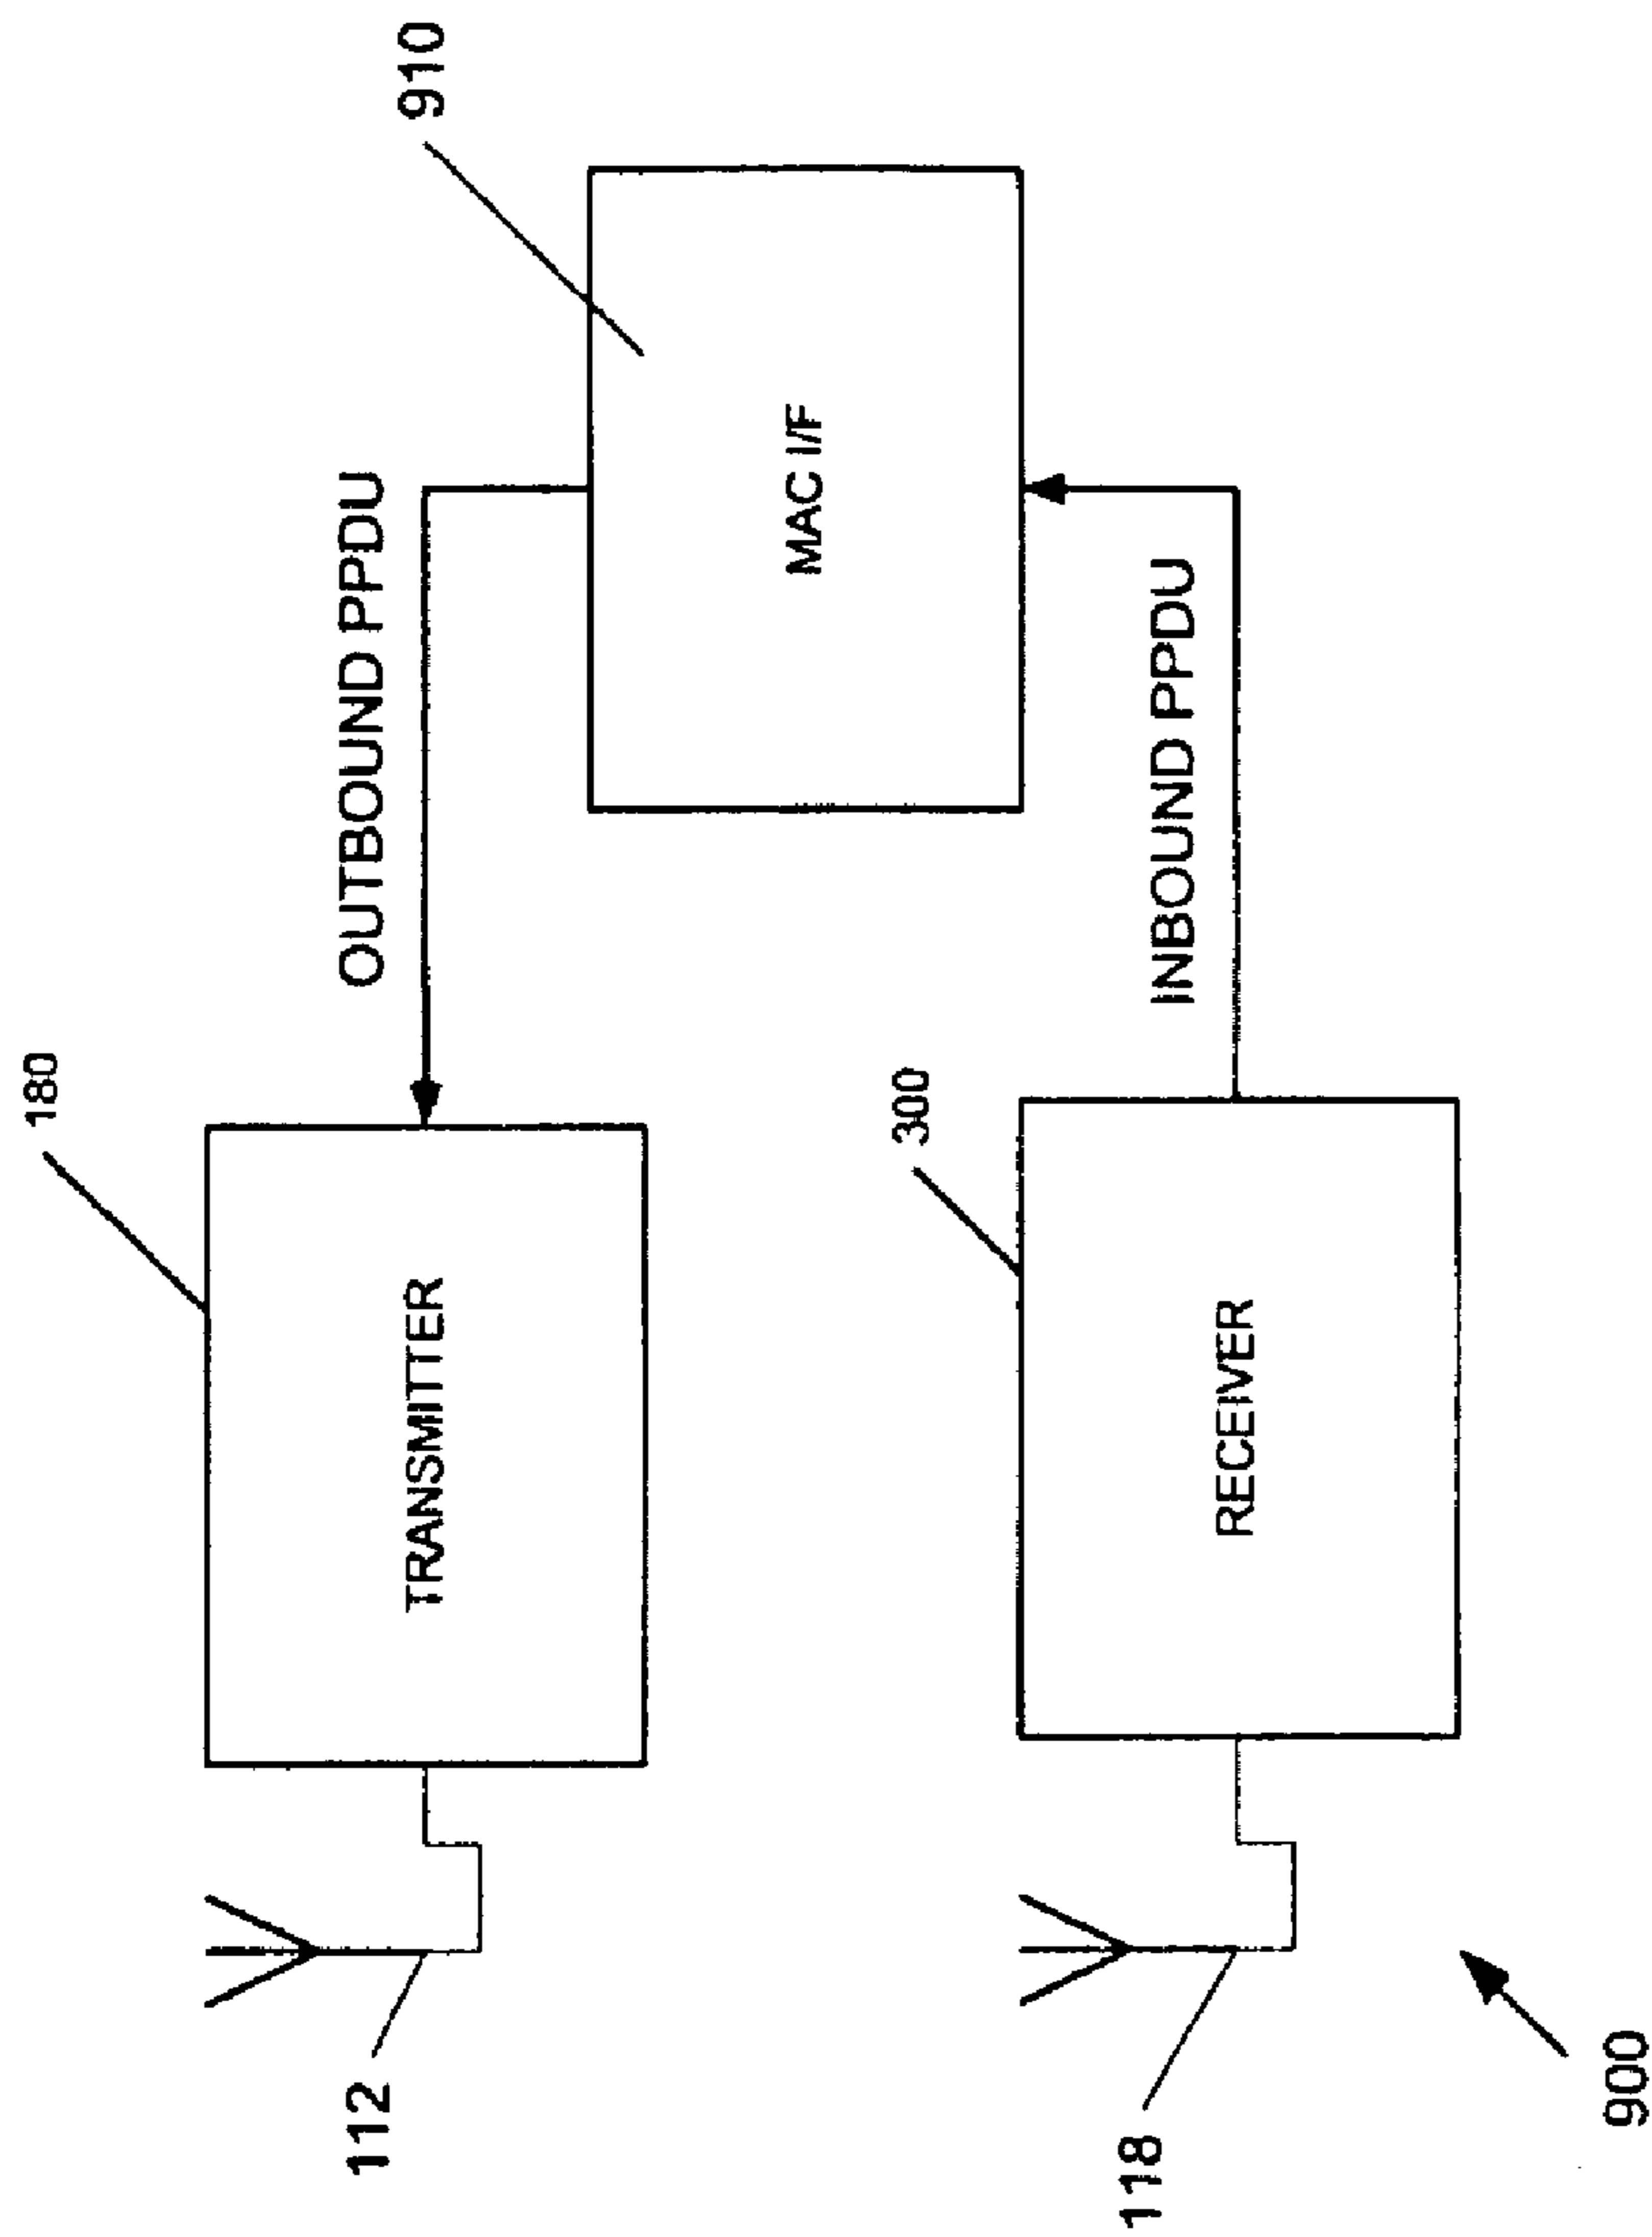 180
OUTBOUND PPDU
910
TRANSMITTER
112
MAC I/F
300
INBOUND PPDU
RECEIVER
118
900